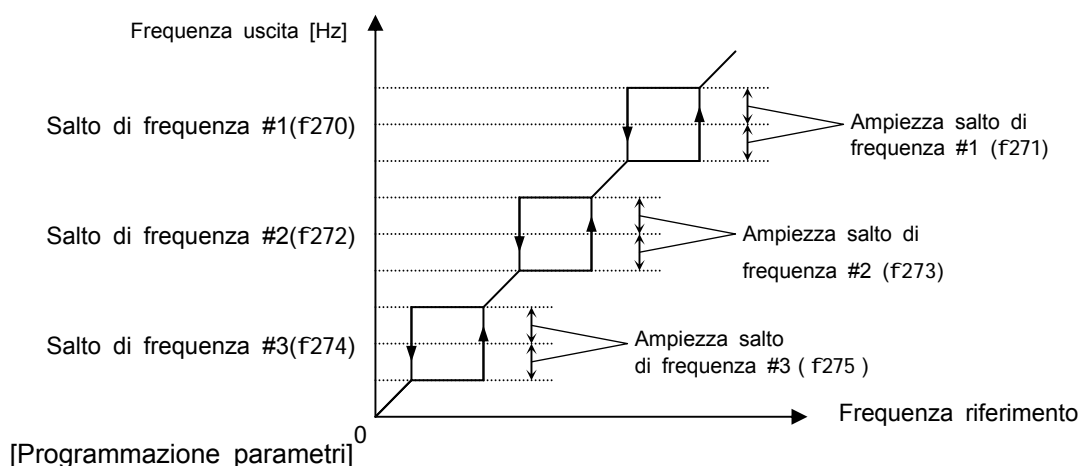 Frequenza uscita [Hz]
Salto di frequenza #1(f270)
Ampiezza salto di
frequenza #1 (f271)
Salto di frequenza #2(f272)
Ampiezza salto di
frequenza #2 (f273)
Salto di frequenza #3(f274)
Ampiezza salto
di frequenza #3 ( f275 )
Frequenza riferimento
0
[Programmazione parametri]